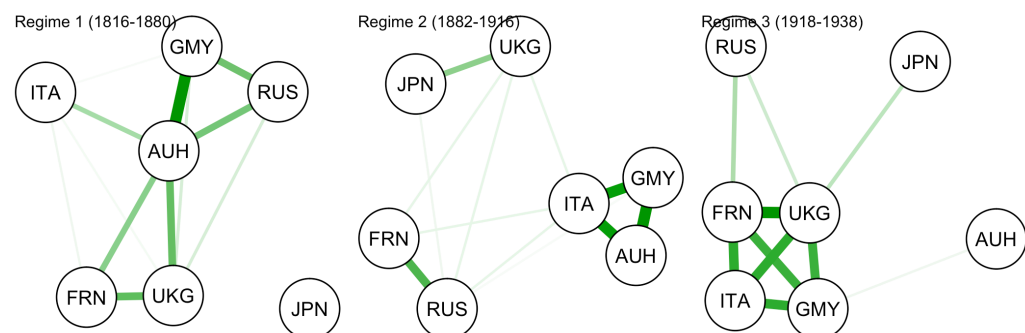 Regime 1 (1816-1880)
GMY
ITA
RUS
AUH
FRN
UKG
JPN
Regime 2 (1882-1916)
UKG
JPN
GMY
ITA
FRN
AUH
RUS
Regime 3 (1918-1938)
RUS
JPN
FRN
UKG
AUH
ITA
GMY